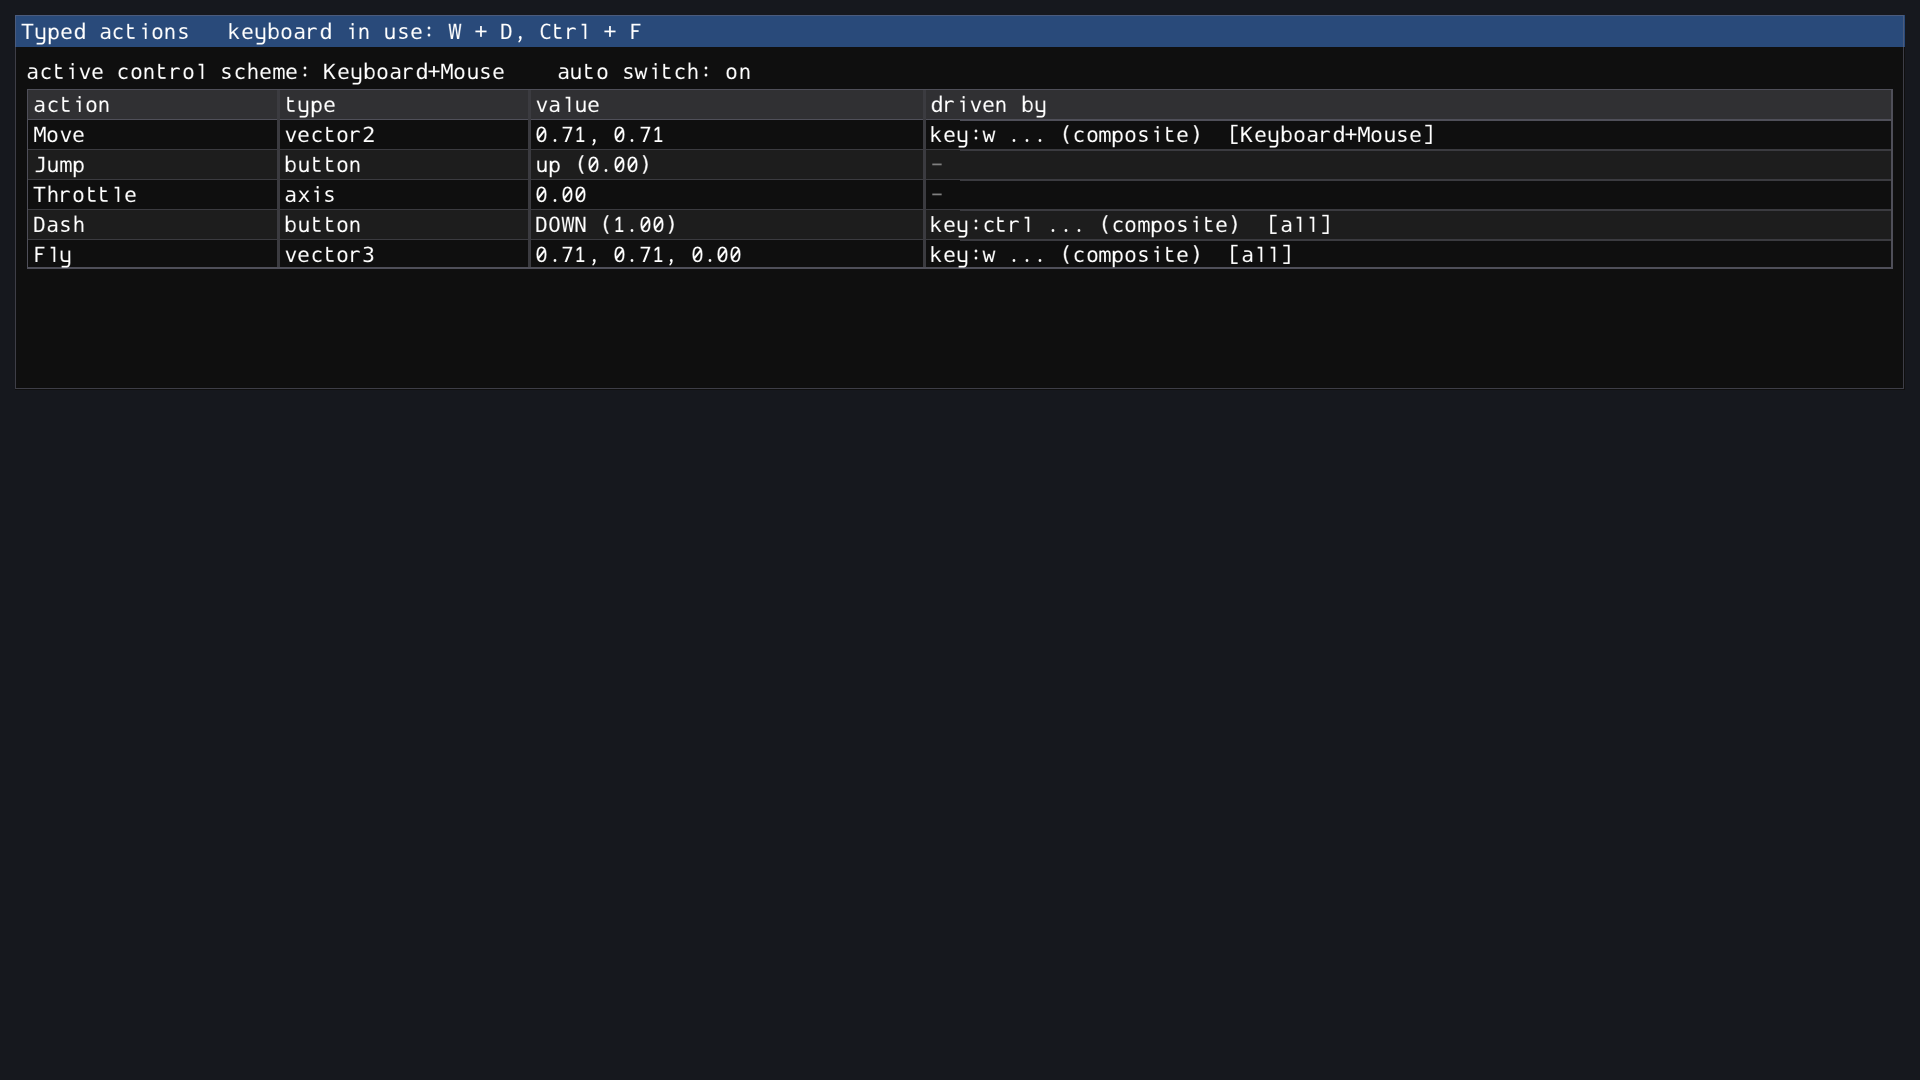 Typed actions   keyboard in use: W + D, Ctrl + F
active control scheme: Keyboard+Mouse    auto switch: on
action type value driven by
Move vector2 0.71, 0.71 key:w ... (composite)  [Keyboard+Mouse]
Jump button up (0.00) -
Throttle axis 0.00 -
Dash button DOWN (1.00) key:ctrl ... (composite)  [all]
Fly vector3 0.71, 0.71, 0.00 key:w ... (composite)  [all]